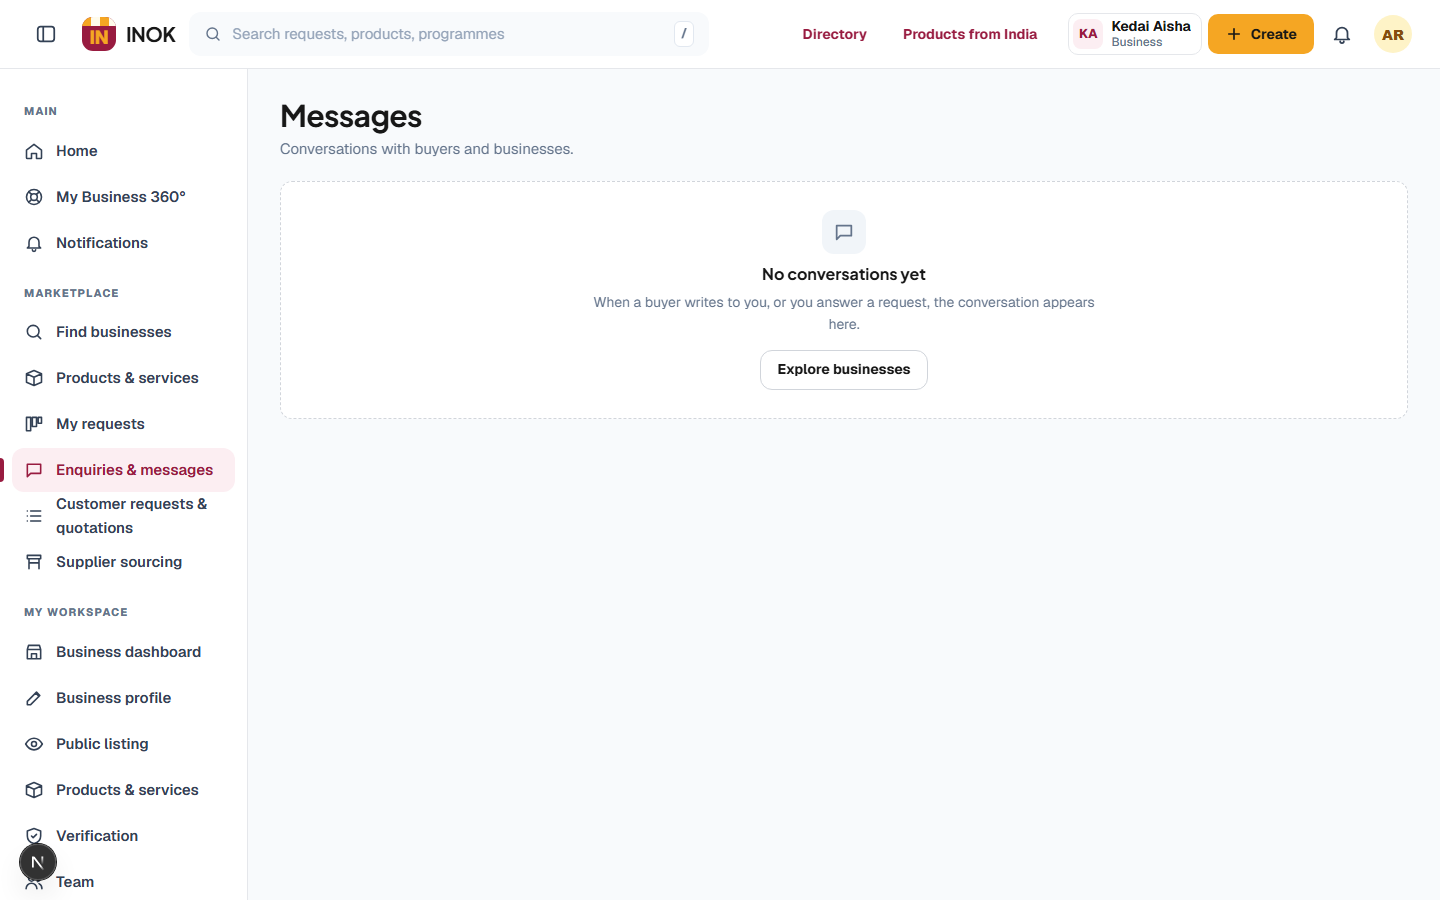 IN INOK
Search requests, products, programmes
/
Directory
Products from India
KA
Kedai Aisha
Business
Create
AR
MAIN
Home
My Business 360°
Notifications
MARKETPLACE
Find businesses
Products & services
My requests
Enquiries & messages
Customer requests &
quotations
Supplier sourcing
MY WORKSPACE
Business dashboard
Business profile
Public listing
Products & services
Verification
N
Team
Messages
Conversations with buyers and businesses.
No conversations yet
When a buyer writes to you, or you answer a request, the conversation appears
here.
Explore businesses